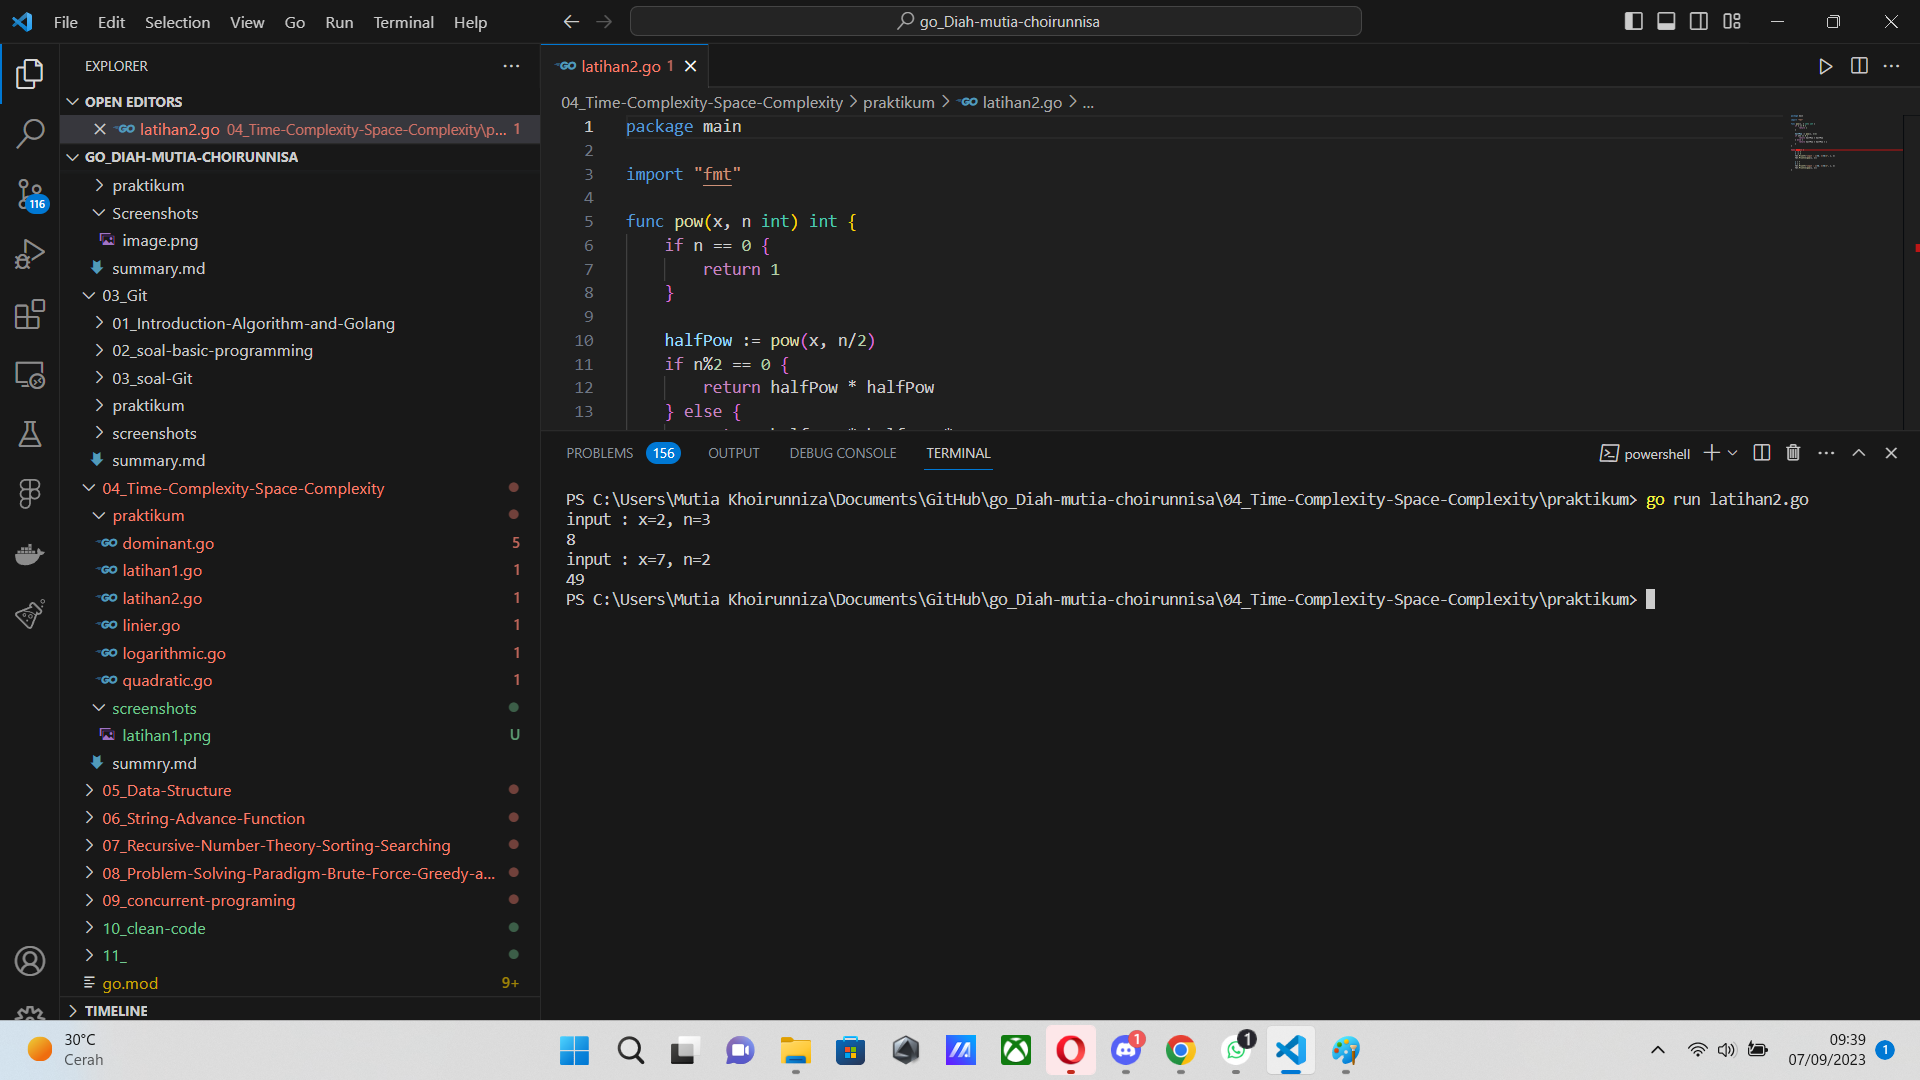 File Edit Selection View Go Run Terminal Help
go_Diah-mutia-choirunnisa
EXPLORER
OPEN EDITORS
latihan2.go 04_Time-Complexity-Space-Complexity\p... 1
GO_DIAH-MUTIA-CHOIRUNNISA
praktikum
Screenshots
image.png
summary.md
03_Git
01_Introduction-Algorithm-and-Golang
02_soal-basic-programming
03_soal-Git
praktikum
screenshots
summary.md
04_Time-Complexity-Space-Complexity
praktikum
GO dominant.go 5
GO latihan1.go 1
GO latihan2.go 1
GO linier.go 1
GO logarithmic.go 1
GO quadratic.go 1
screenshots
latihan1.png U
summry.md
05_Data-Structure
06_String-Advance-Function
07_Recursive-Number-Theory-Sorting-Searching
08_Problem-Solving-Paradigm-Brute-Force-Greedy-a...
09_concurrent-programing
10_clean-code
11_
go.mod 9+
TIMELINE
116
GO latihan2.go 1
04_Time-Complexity-Space-Complexity > praktikum > GO latihan2.go > ...
1 package main
2
3 import "fmt"
4
5 func pow(x, n int) int {
6 if n == 0 {
7 return 1
8 }
9
10 halfPow := pow(x, n/2)
11 if n%2 == 0 {
12 return halfPow * halfPow
13 } else {
PROBLEMS 156 OUTPUT DEBUG CONSOLE TERMINAL
powershell
PS C:\Users\Mutia Khoirunniza\Documents\GitHub\go_Diah-mutia-choirunnisa\04_Time-Complexity-Space-Complexity\praktikum> go run latihan2.go
input : x=2, n=3
8
input : x=7, n=2
49
PS C:\Users\Mutia Khoirunniza\Documents\GitHub\go_Diah-mutia-choirunnisa\04_Time-Complexity-Space-Complexity\praktikum>
30°C
Cerah
1
1
09:39
07/09/2023
1